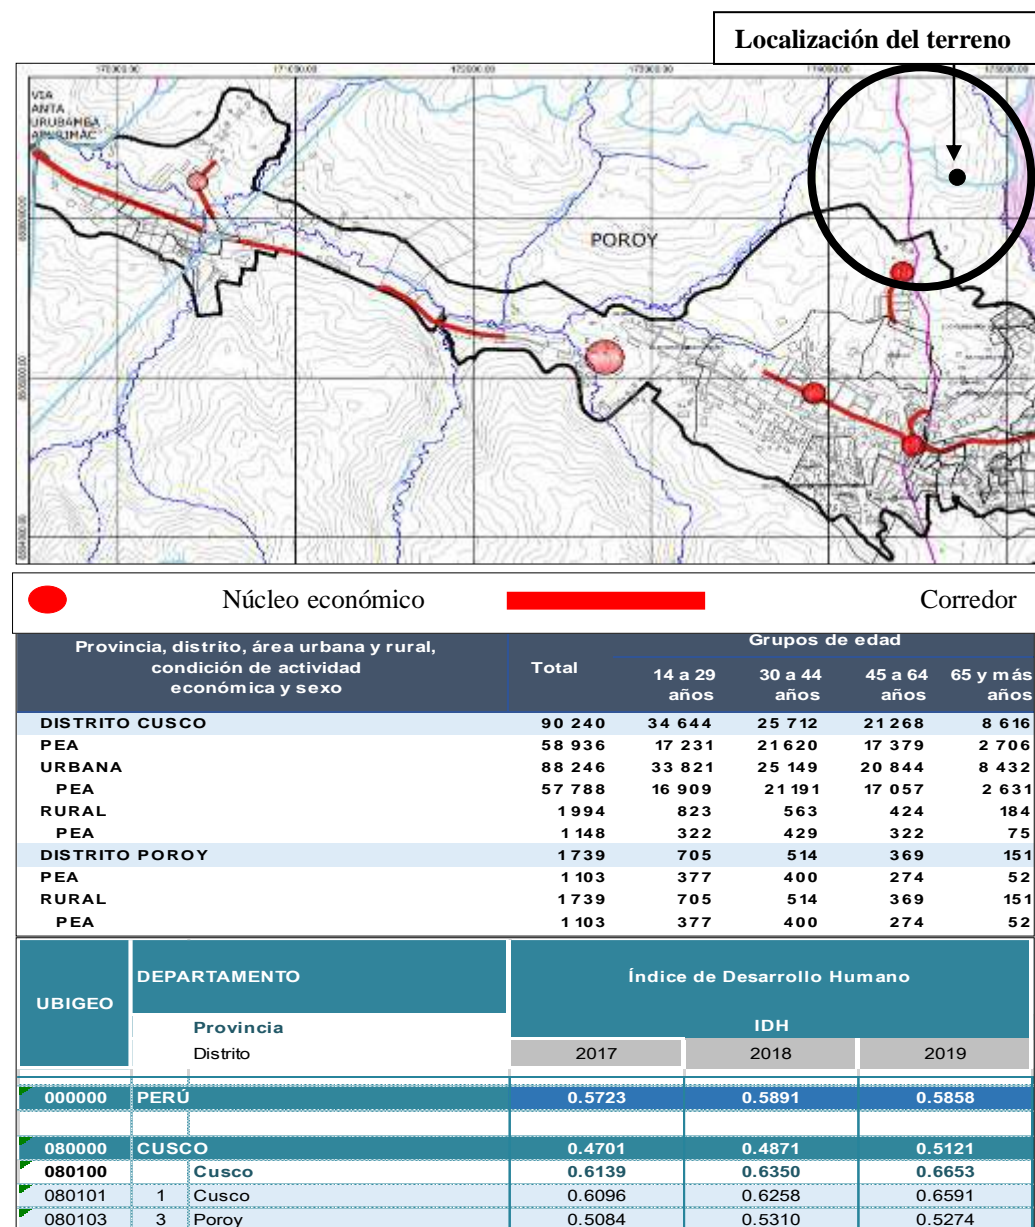 Localización del terreno
VIA
ANTA
URUBAMBA
APURIMAC
POROY
Núcleo económico Corredor
Provincia, distrito, área urbana y rural, condición de actividad económica y sexo Total Grupos de edad
14 a 29 años 30 a 44 años 45 a 64 años 65 y más años
DISTRITO CUSCO 90 240 34 644 25 712 21 268 8 616
PEA 58 936 17 231 21 620 17 379 2 706
URBANA 88 246 33 821 25 149 20 844 8 432
PEA 57 788 16 909 21 191 17 057 2 631
RURAL 1 994 823 563 424 184
PEA 1 148 322 429 322 75
DISTRITO POROY 1 739 705 514 369 151
PEA 1 103 377 400 274 52
RURAL 1 739 705 514 369 151
PEA 1 103 377 400 274 52
UBIGEO DEPARTAMENTO Índice de Desarrollo Humano
Provincia IDH
Distrito 2017 2018 2019
000000 PERÚ 0.5723 0.5891 0.5858
080000 CUSCO 0.4701 0.4871 0.5121
080100 Cusco 0.6139 0.6350 0.6653
080101 1 Cusco 0.6096 0.6258 0.6591
080103 3 Poroy 0.5084 0.5310 0.5274